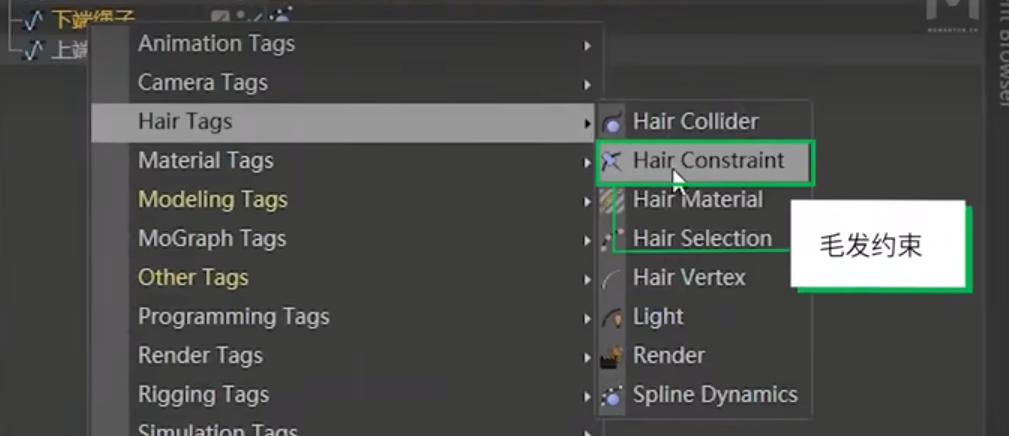 下端绳子
上端
Animation Tags
Camera Tags
Hair Tags
Material Tags
Modeling Tags
MoGraph Tags
Other Tags
Programming Tags
Render Tags
Rigging Tags
Simulation Tags
Hair Collider
Hair Constraint
Hair Material
Hair Selection
Hair Vertex
Light
Render
Spline Dynamics
毛发约束
Browser